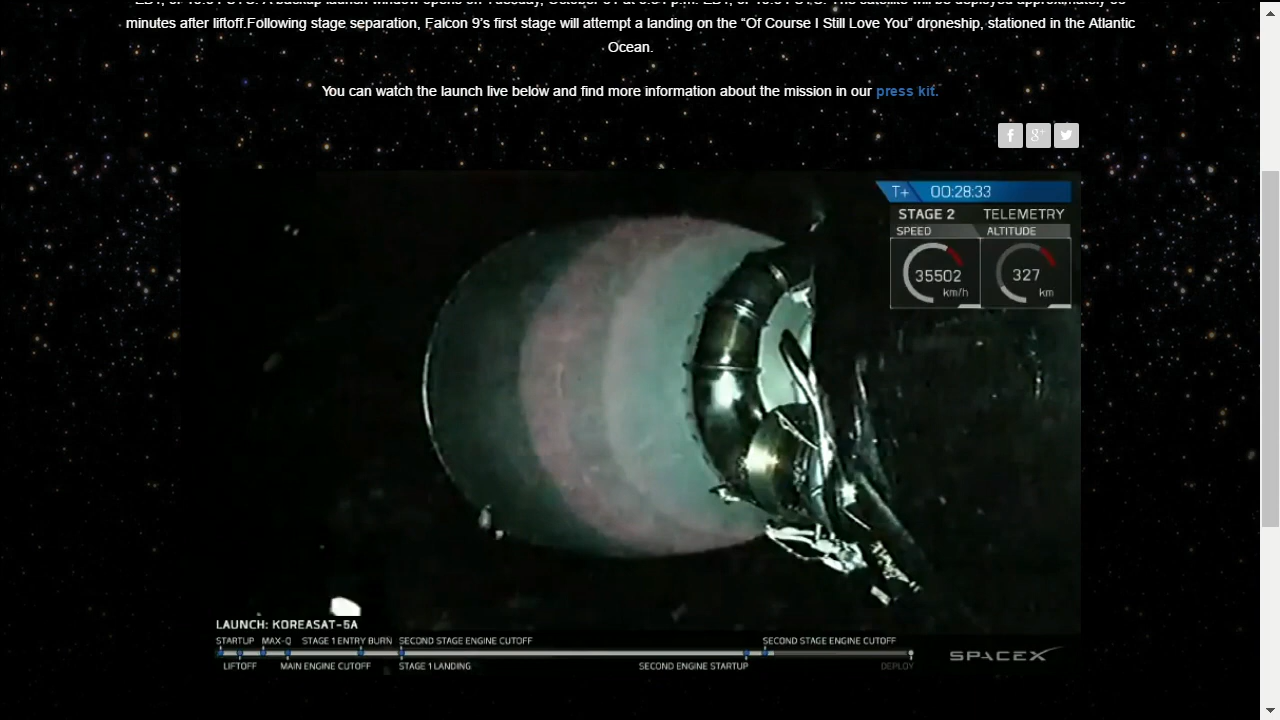 minutes after liftoff.Following stage separation, Falcon 9's first stage will attempt a landing on the “Of Course I Still Love You” droneship, stationed in the Atlantic
Ocean.
You can watch the launch live below and find more information about the mission in our press kit.
f g+
T+ 00:28:33
STAGE 2 TELEMETRY
SPEED ALTITUDE
35502 327
km/h km
LAUNCH: KOREASAT-5A
STARTUP MAX-Q STAGE 1 ENTRY BURN SECOND STAGE ENGINE CUTOFF SECOND STAGE ENGINE CUTOFF
LIFTOFF MAIN ENGINE CUTOFF STAGE 1 LANDING SECOND ENGINE STARTUP DEPLOY
SPACEX